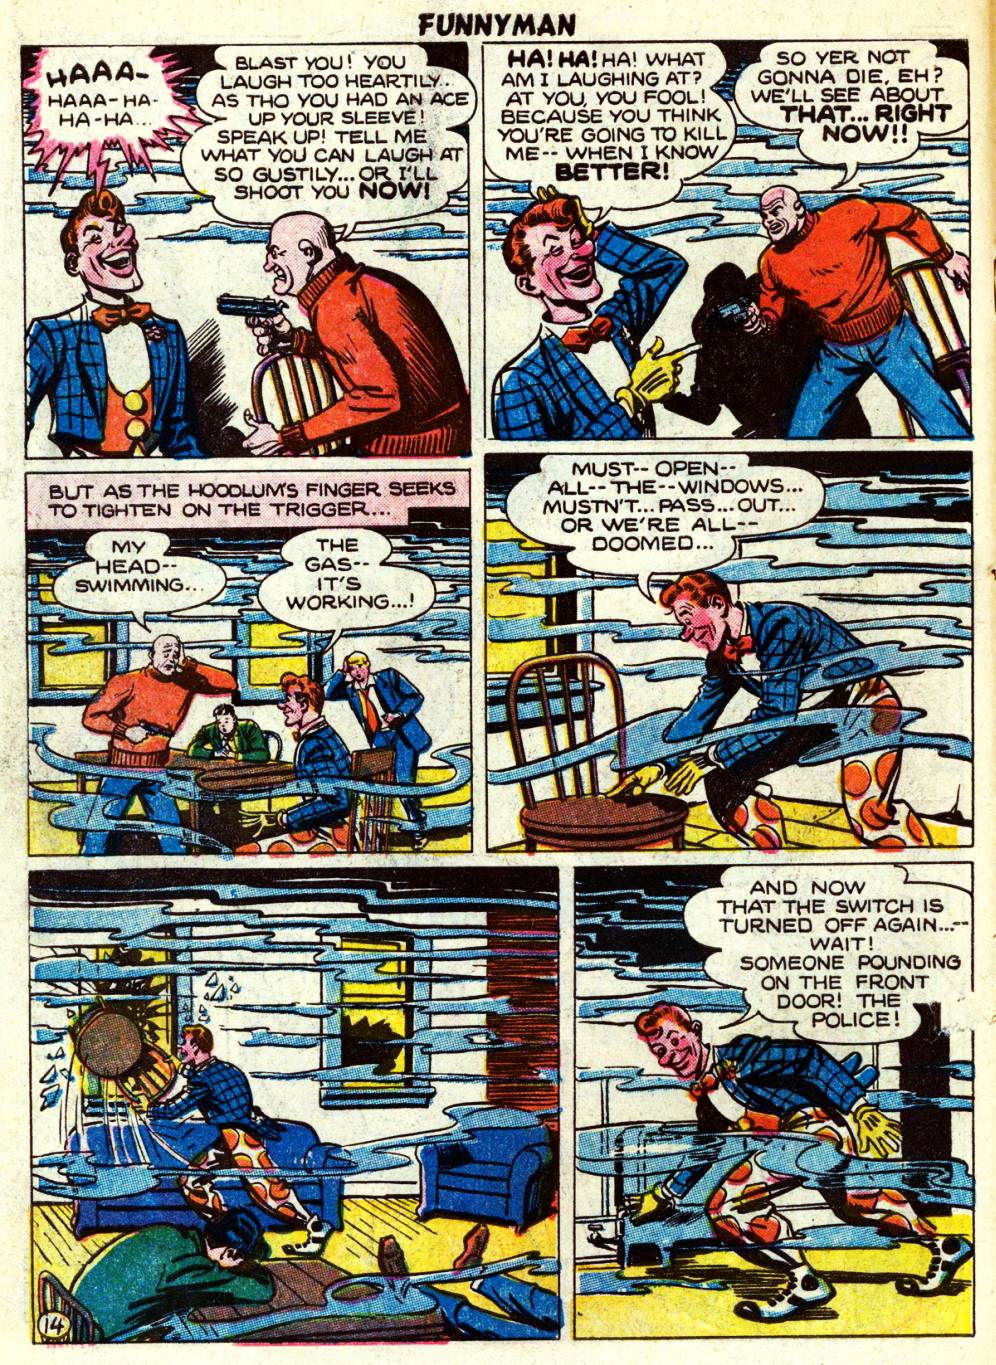 FUNNYMAN
HAAA-
HAAA-HA-
HA-HA...
BLAST YOU! YOU
LAUGH TOO HEARTILY...
AS THO YOU HAD AN ACE
UP YOUR SLEEVE!
SPEAK UP! TELL ME
WHAT YOU CAN LAUGH AT
SO GUSTILY... OR I'LL
SHOOT YOU NOW!
HA! HA! HA! WHAT
AM I LAUGHING AT?
AT YOU, YOU FOOL!
BECAUSE YOU THINK
YOU'RE GOING TO KILL
ME-- WHEN I KNOW
BETTER!
SO YER NOT
GONNA DIE, EH?
WE'LL SEE ABOUT
THAT... RIGHT
NOW!!
BUT AS THE HOODLUM'S FINGER SEEKS
TO TIGHTEN ON THE TRIGGER...
MY
HEAD--
SWIMMING...
THE
GAS--
IT'S
WORKING...!
MUST-- OPEN--
ALL-- THE-- WINDOWS...
MUSTN'T... PASS... OUT...
OR WE'RE ALL--
DOOMED...
AND NOW
THAT THE SWITCH IS
TURNED OFF AGAIN...--
WAIT!
SOMEONE POUNDING
ON THE FRONT
DOOR! THE
POLICE!
14